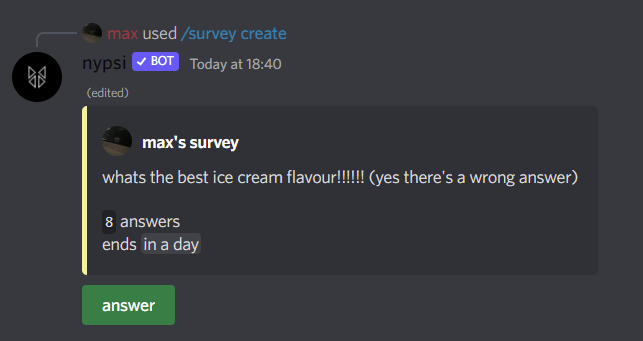 max used /survey create
nypsi ✓ BOT Today at 18:40
(edited)
max's survey
whats the best ice cream flavour!!!!!! (yes there's a wrong answer)
8 answers
ends in a day
answer